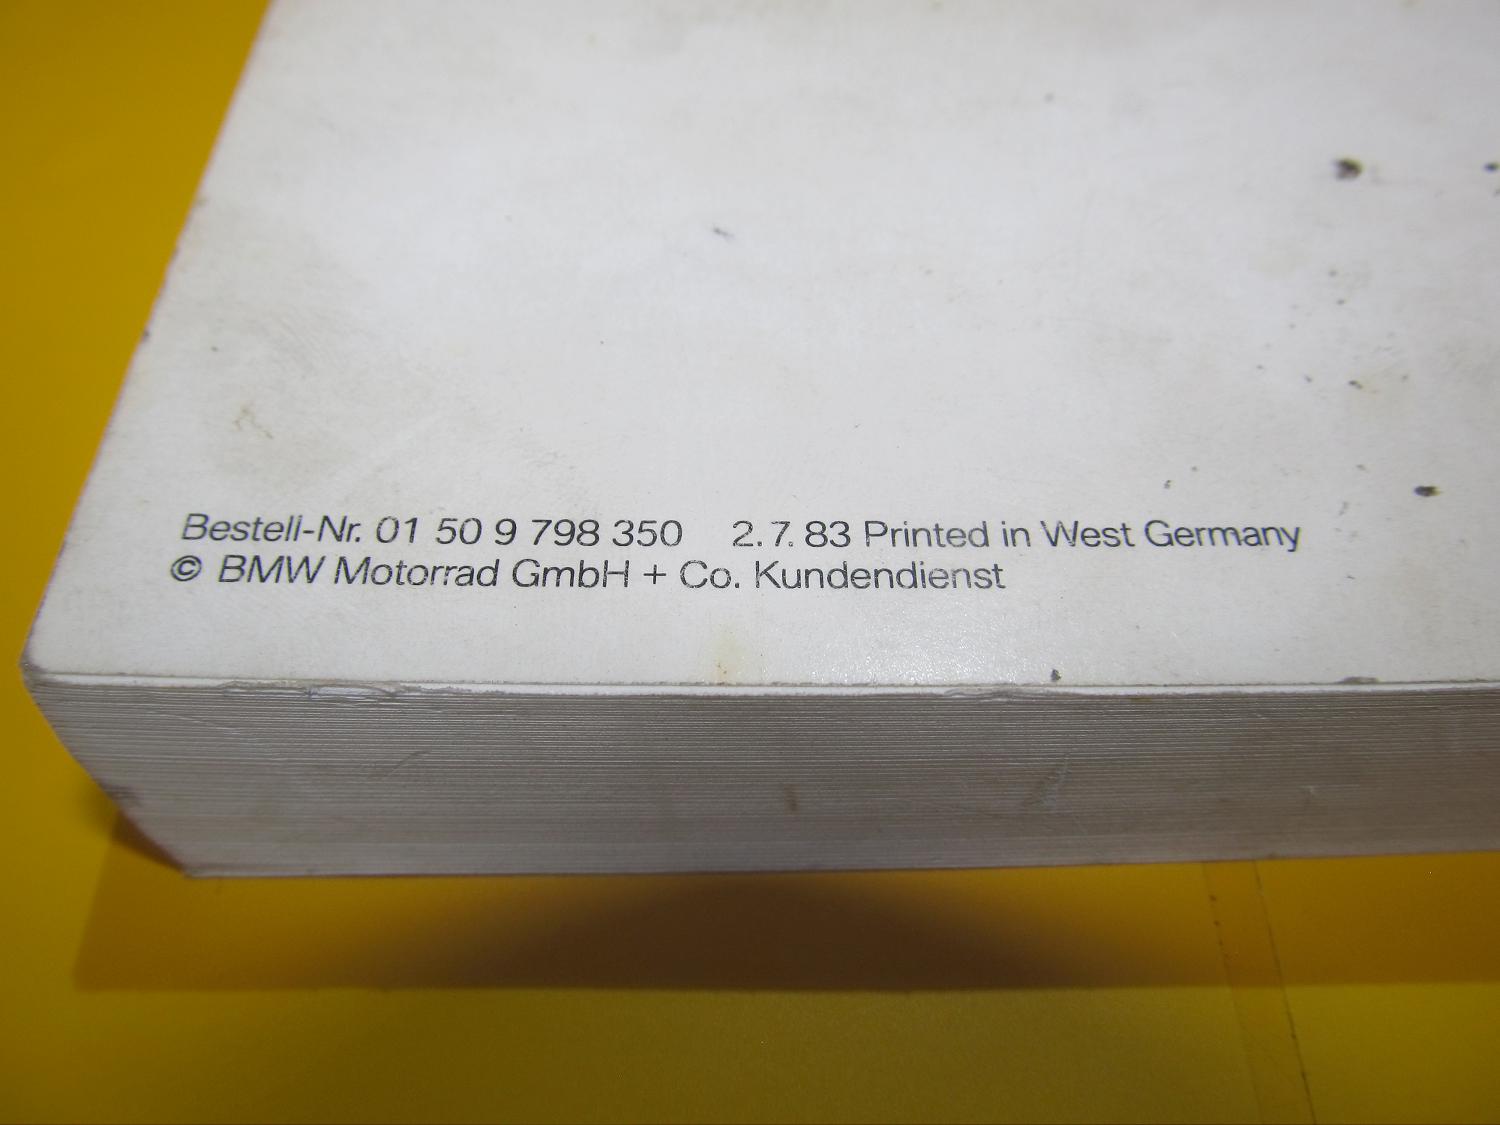 Bestell-Nr. 01 50 9 798 350 2.7.83 Printed in West Germany
© BMW Motorrad GmbH + Co. Kundendienst